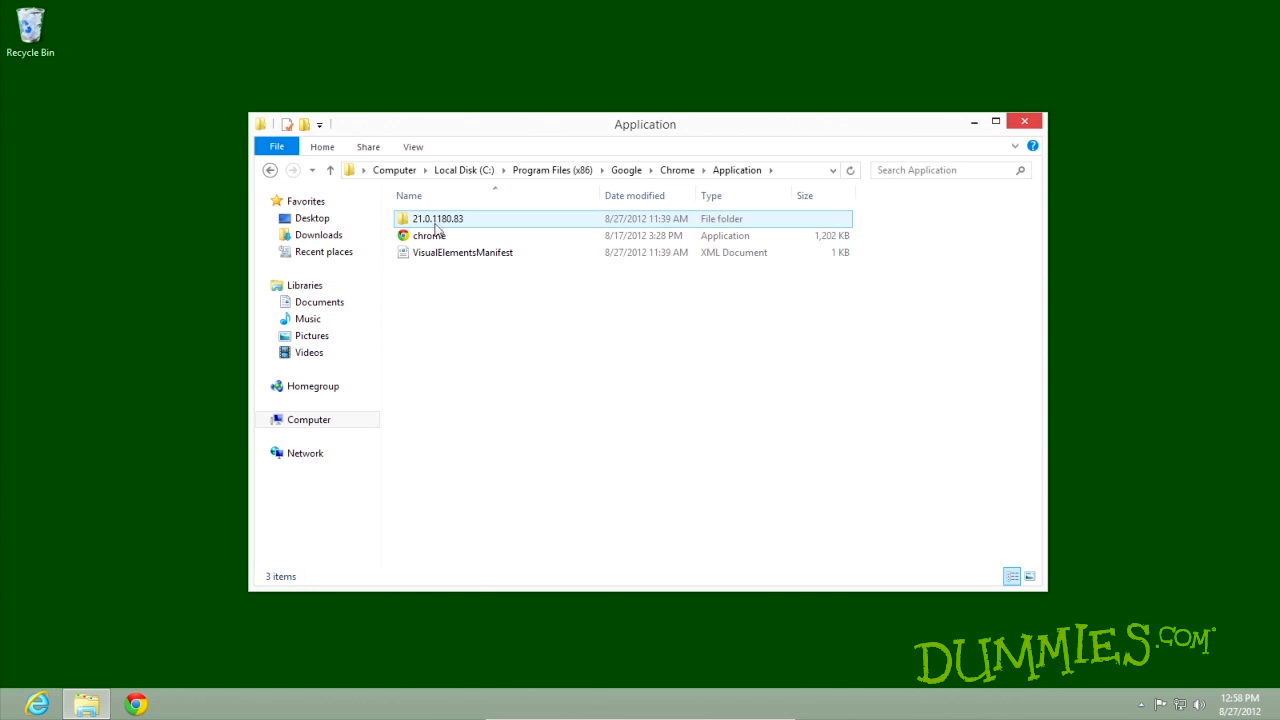 Recycle Bin
Application
File Home Share View
Computer Local Disk (C:) Program Files (x86) Google Chrome Application Search Application
Name Date modified Type Size
Favorites
Desktop
Downloads
Recent places
Libraries
Documents
Music
Pictures
Videos
Homegroup
Computer
Network
21.0.1180.83 8/27/2012 11:39 AM File folder
chrome 8/17/2012 3:28 PM Application 1,202 KB
VisualElementsManifest 8/27/2012 11:39 AM XML Document 1 KB
3 items
DUMMIES.COM
12:58 PM
8/27/2012